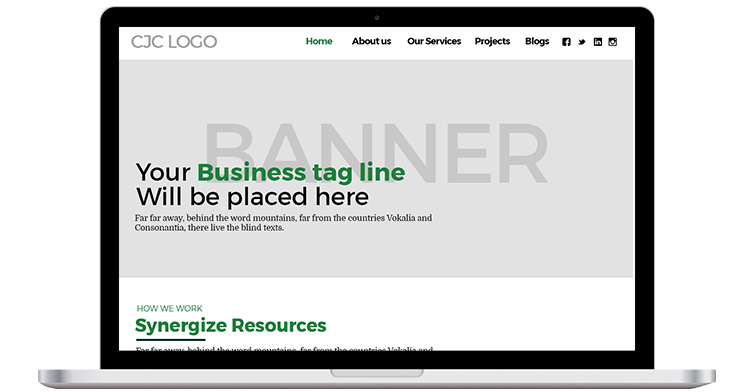 CJC LOGO
Home About us Our Services Projects Blogs
BANNER
Your Business tag line
Will be placed here
Far far away, behind the word mountains, far from the countries Vokalia and
Consonantia, there live the blind texts.
HOW WE WORK
Synergize Resources
Far far away, behind the word mountains, far from the countries Vokalia and